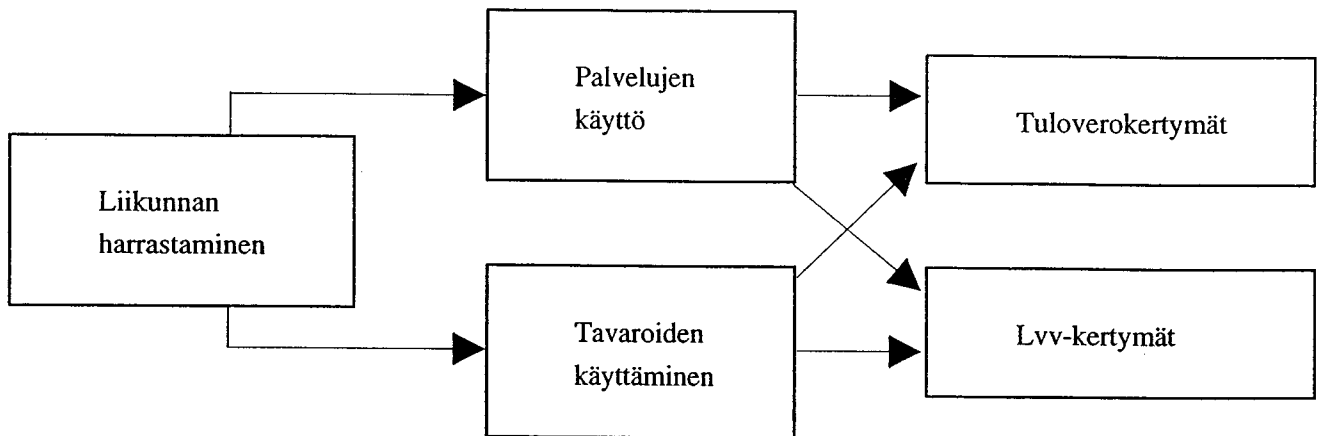 Palvelujen
käyttö
Tuloverokertymät
Liikunnan
harrastaminen
Tavaroiden
käyttäminen
Lvv-kertymät